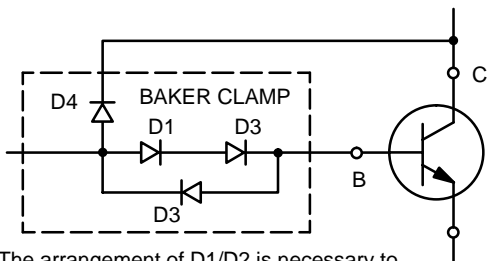 C
D4
BAKER CLAMP
D1 D3
B
D3
The arrangement of D1/D2 is necessary to